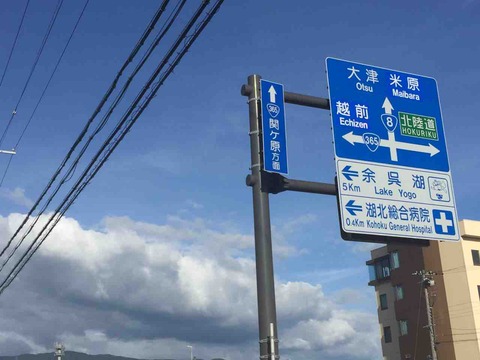 365
関ケ原方面
大津 米原
Otsu Maibara
越前
Echizen
8
北陸道
HOKURIKU
365
余呉湖
5Km Lake Yogo
湖北総合病院
0.4Km Kohoku General Hospital